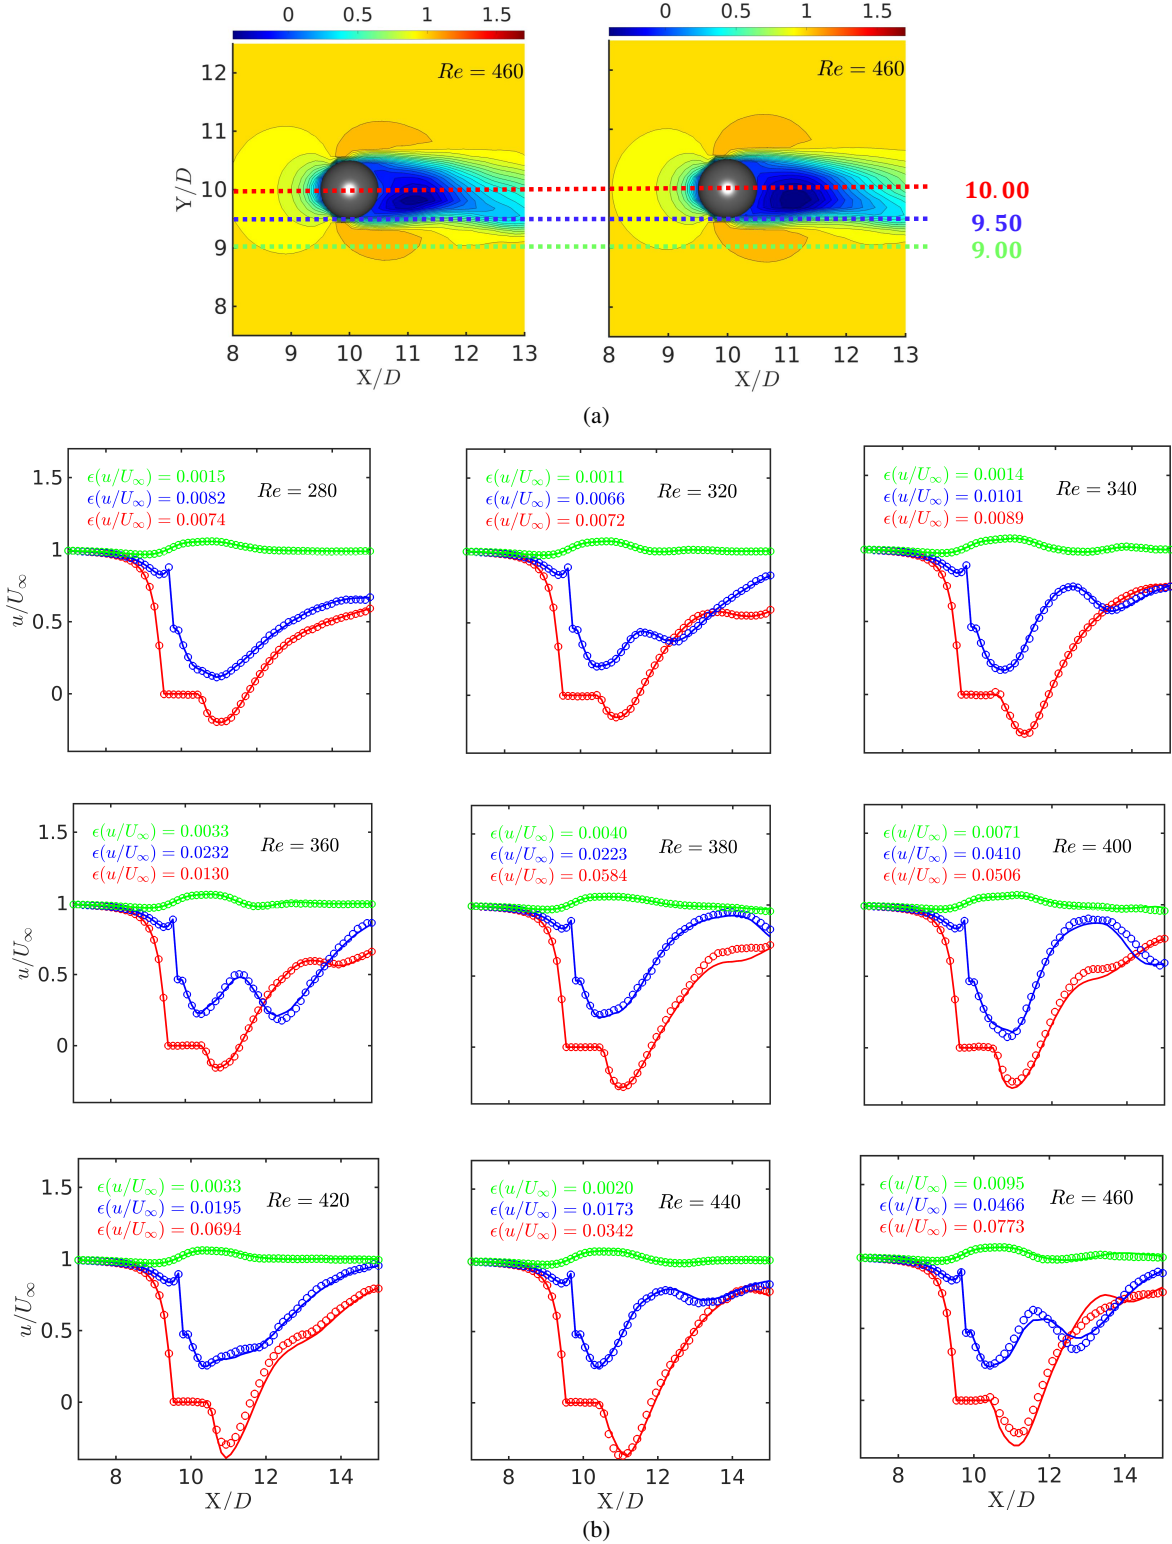 0 0.5 1 1.5
0 0.5 1 1.5
Re = 460
Re = 460
12
11
10
9
8
Y/D
10.00
9.50
9.00
8 9 10 11 12 13
8 9 10 11 12 13
X/D
X/D
(a)
1.5
1
0.5
0
u/U∞
ϵ(u/U∞) = 0.0015
ϵ(u/U∞) = 0.0082
ϵ(u/U∞) = 0.0074
Re = 280
ϵ(u/U∞) = 0.0011
ϵ(u/U∞) = 0.0066
ϵ(u/U∞) = 0.0072
Re = 320
ϵ(u/U∞) = 0.0014
ϵ(u/U∞) = 0.0101
ϵ(u/U∞) = 0.0089
Re = 340
1.5
1
0.5
0
u/U∞
ϵ(u/U∞) = 0.0033
ϵ(u/U∞) = 0.0232
ϵ(u/U∞) = 0.0130
Re = 360
ϵ(u/U∞) = 0.0040
ϵ(u/U∞) = 0.0223
ϵ(u/U∞) = 0.0584
Re = 380
ϵ(u/U∞) = 0.0071
ϵ(u/U∞) = 0.0410
ϵ(u/U∞) = 0.0506
Re = 400
1.5
1
0.5
0
u/U∞
ϵ(u/U∞) = 0.0033
ϵ(u/U∞) = 0.0195
ϵ(u/U∞) = 0.0694
Re = 420
ϵ(u/U∞) = 0.0020
ϵ(u/U∞) = 0.0173
ϵ(u/U∞) = 0.0342
Re = 440
ϵ(u/U∞) = 0.0095
ϵ(u/U∞) = 0.0466
ϵ(u/U∞) = 0.0773
Re = 460
8 10 12 14
8 10 12 14
8 10 12 14
X/D
X/D
X/D
(b)